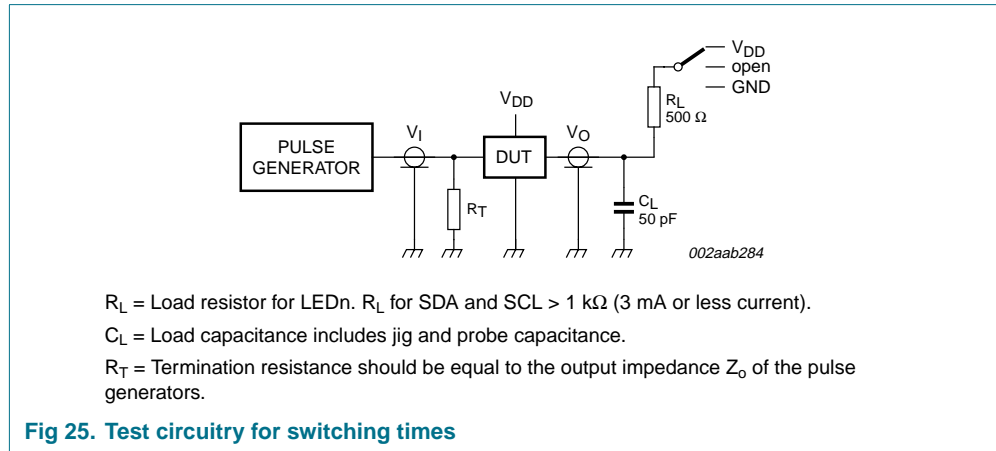 V_DD
open
GND
R_L
500 Ω
V_DD
V_I
V_O
PULSE
GENERATOR
DUT
R_T
C_L
50 pF
002aab284
R_L = Load resistor for LEDn. R_L for SDA and SCL > 1 kΩ (3 mA or less current).
C_L = Load capacitance includes jig and probe capacitance.
R_T = Termination resistance should be equal to the output impedance Z_o of the pulse
generators.
Fig 25. Test circuitry for switching times